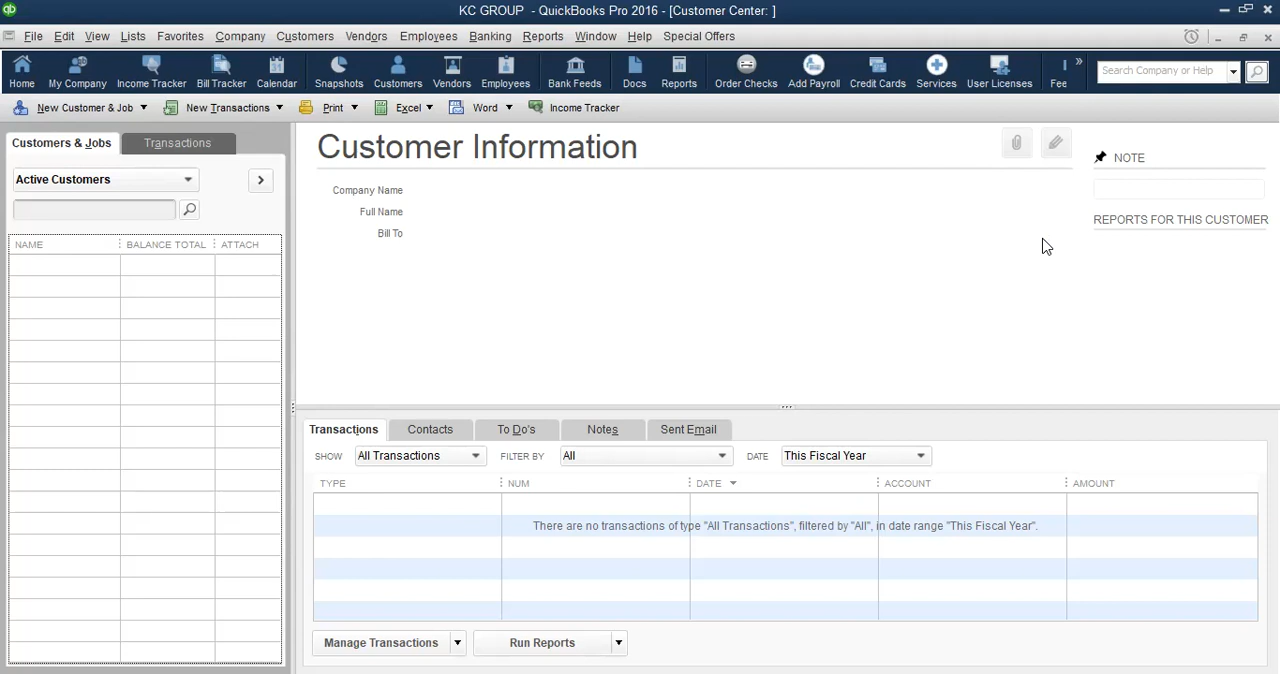 qb
KC GROUP - QuickBooks Pro 2016 - [Customer Center: ]
File Edit View Lists Favorites Company Customers Vendors Employees Banking Reports Window Help Special Offers
Home My Company Income Tracker Bill Tracker Calendar Snapshots Customers Vendors Employees Bank Feeds Docs Reports Order Checks Add Payroll Credit Cards Services User Licenses Fee » Search Company or Help
New Customer & Job New Transactions Print Excel Word Income Tracker
Customers & Jobs Transactions
Active Customers
NAME BALANCE TOTAL ATTACH
Customer Information
Company Name
Full Name
Bill To
NOTE
REPORTS FOR THIS CUSTOMER
Transactions Contacts To Do's Notes Sent Email
SHOW All Transactions FILTER BY All DATE This Fiscal Year
TYPE NUM DATE ACCOUNT AMOUNT
There are no transactions of type "All Transactions", filtered by "All", in date range "This Fiscal Year".
Manage Transactions Run Reports